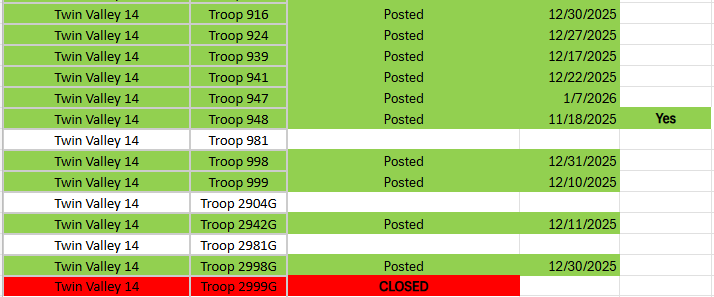 Twin Valley 14 Troop 916 Posted 12/30/2025
Twin Valley 14 Troop 924 Posted 12/27/2025
Twin Valley 14 Troop 939 Posted 12/17/2025
Twin Valley 14 Troop 941 Posted 12/22/2025
Twin Valley 14 Troop 947 Posted 1/7/2026
Twin Valley 14 Troop 948 Posted 11/18/2025 Yes
Twin Valley 14 Troop 981
Twin Valley 14 Troop 998 Posted 12/31/2025
Twin Valley 14 Troop 999 Posted 12/10/2025
Twin Valley 14 Troop 2904G
Twin Valley 14 Troop 2942G Posted 12/11/2025
Twin Valley 14 Troop 2981G
Twin Valley 14 Troop 2998G Posted 12/30/2025
Twin Valley 14 Troop 2999G CLOSED